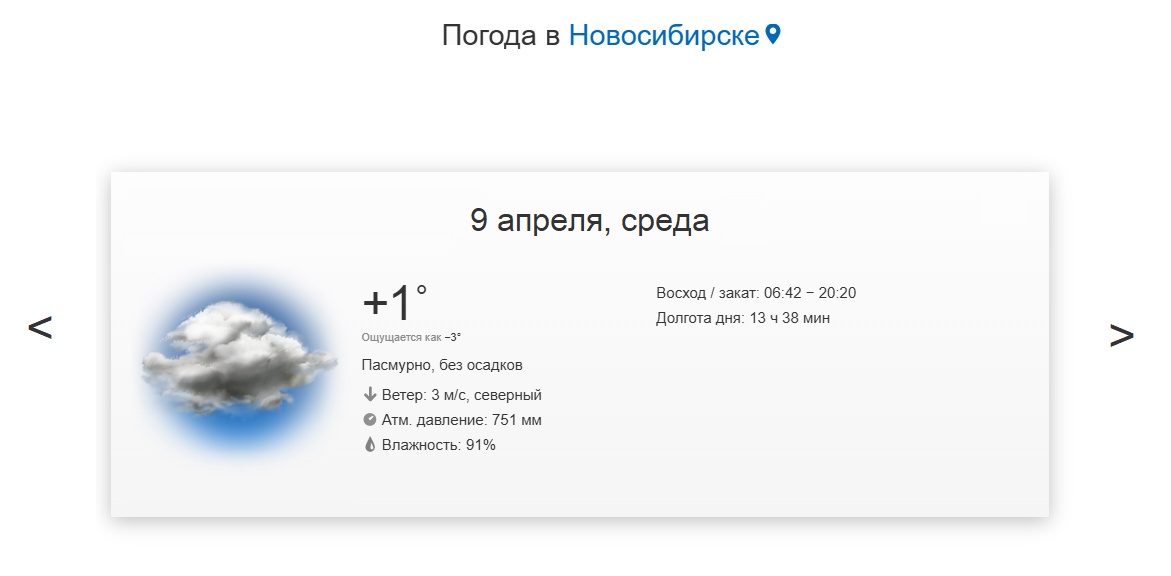 Погода в Новосибирске
9 апреля, среда
<
+1°
Ощущается как −3°
Пасмурно, без осадков
Ветер: 3 м/с, северный
Атм. давление: 751 мм
Влажность: 91%
Восход / закат: 06:42 − 20:20
Долгота дня: 13 ч 38 мин
>